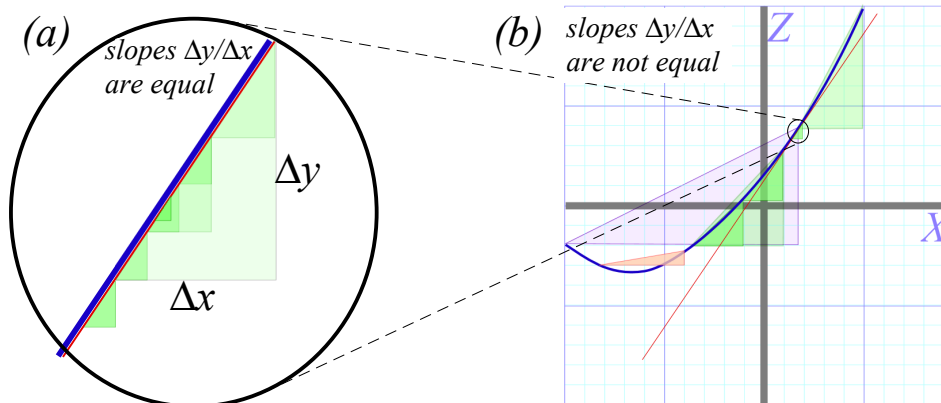 (a)
slopes Δy/Δx
are equal
Δy
Δx
(b)
slopes Δy/Δx
are not equal
Z
X